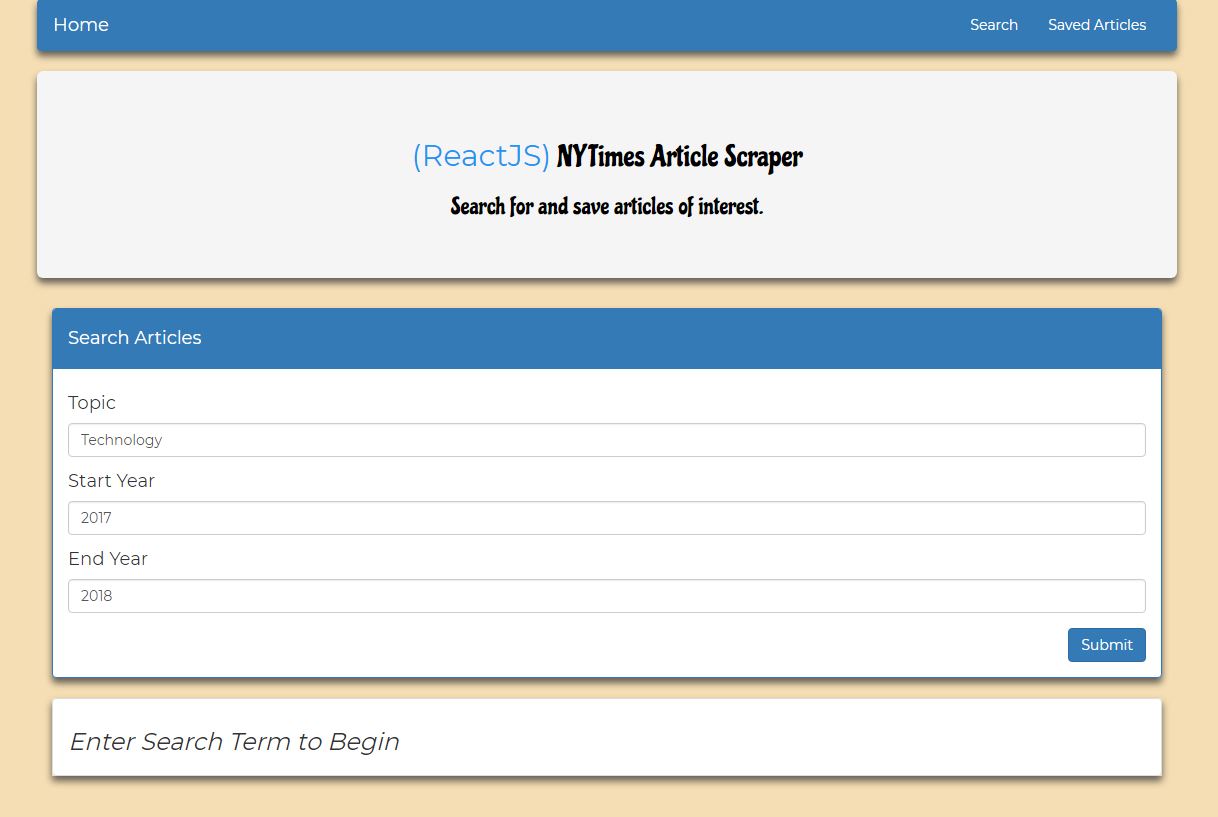 Home Search Saved Articles
(ReactJS) NYTimes Article Scraper
Search for and save articles of interest.
Search Articles
Topic
Technology
Start Year
2017
End Year
2018
Submit
Enter Search Term to Begin